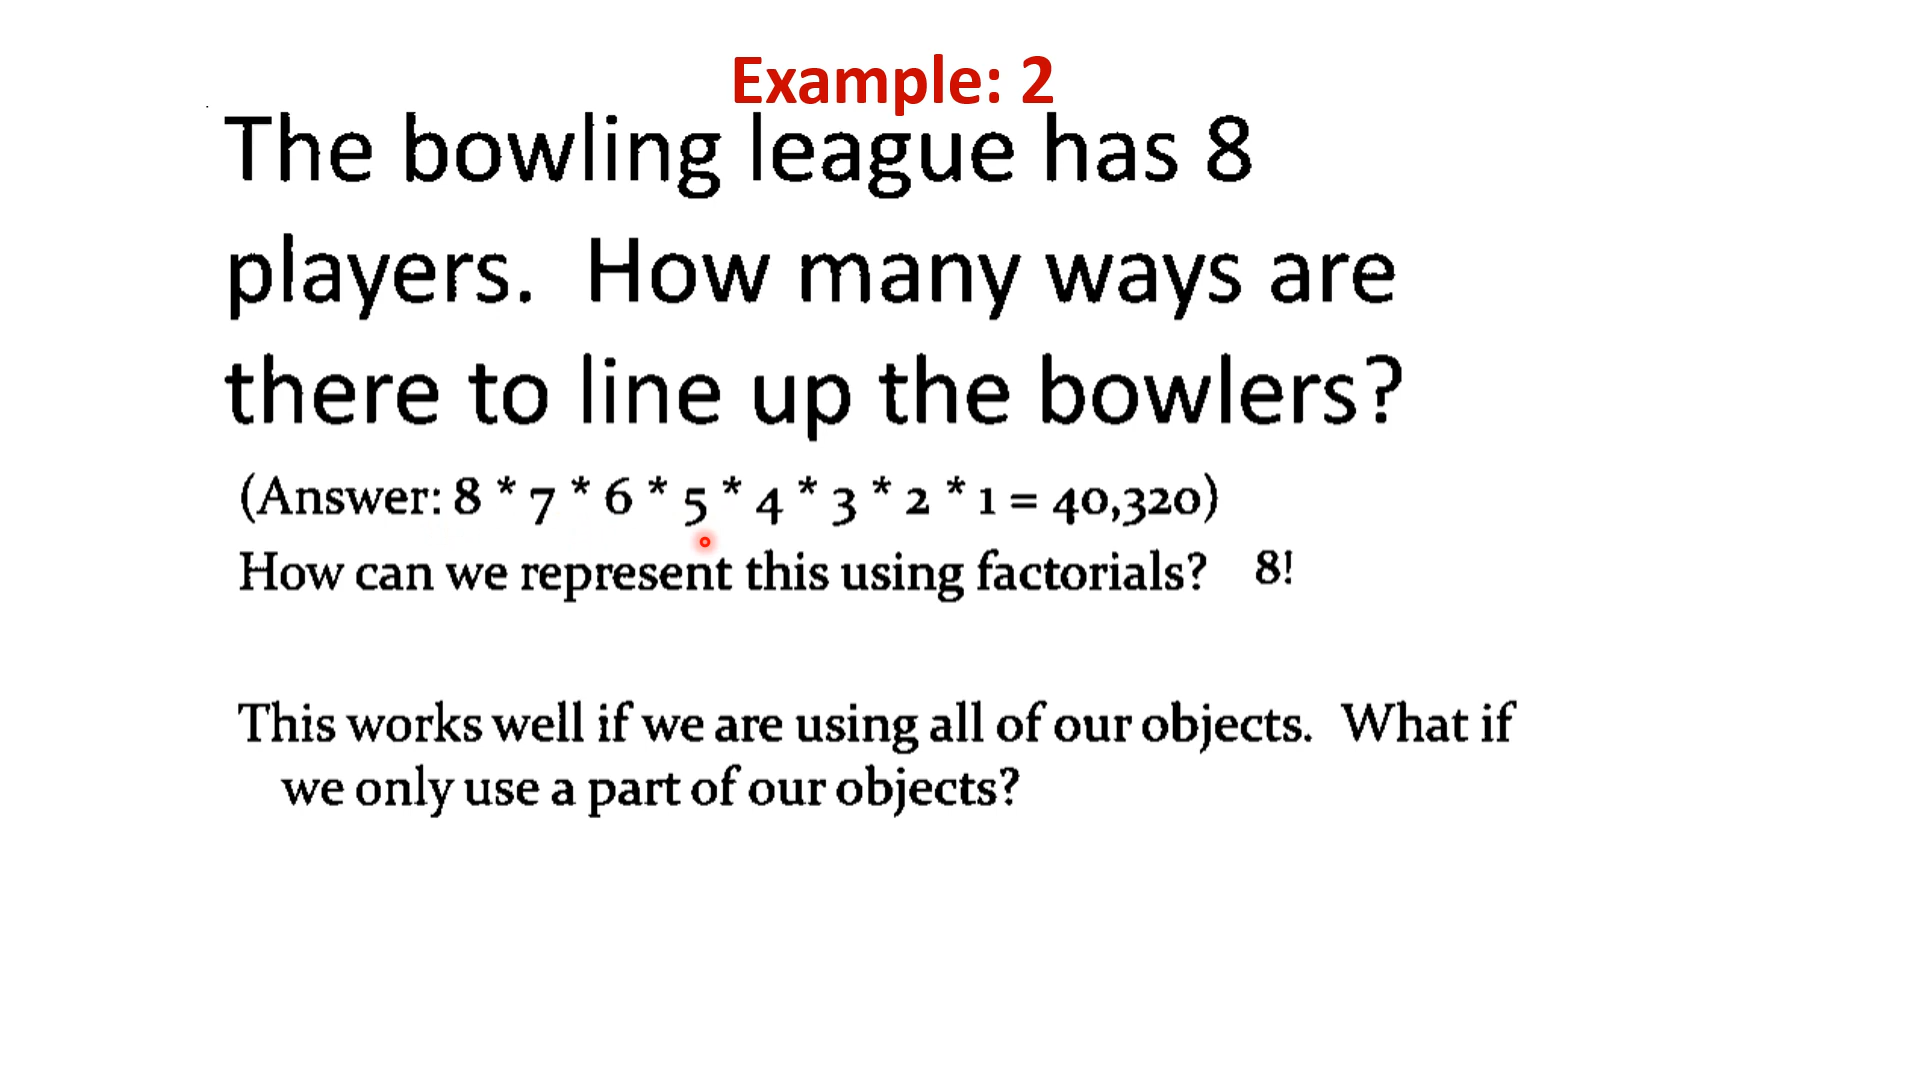 Example: 2
The bowling league has 8
players. How many ways are
there to line up the bowlers?
(Answer: 8 * 7 * 6 * 5 * 4 * 3 * 2 * 1 = 40,320)
How can we represent this using factorials? 8!
This works well if we are using all of our objects. What if
we only use a part of our objects?